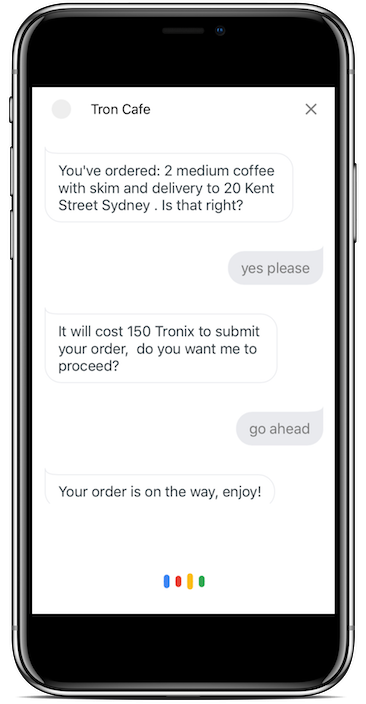 Tron Cafe
You've ordered: 2 medium coffee
with skim and delivery to 20 Kent
Street Sydney . Is that right?
yes please
It will cost 150 Tronix to submit
your order,  do you want me to
proceed?
go ahead
Your order is on the way, enjoy!